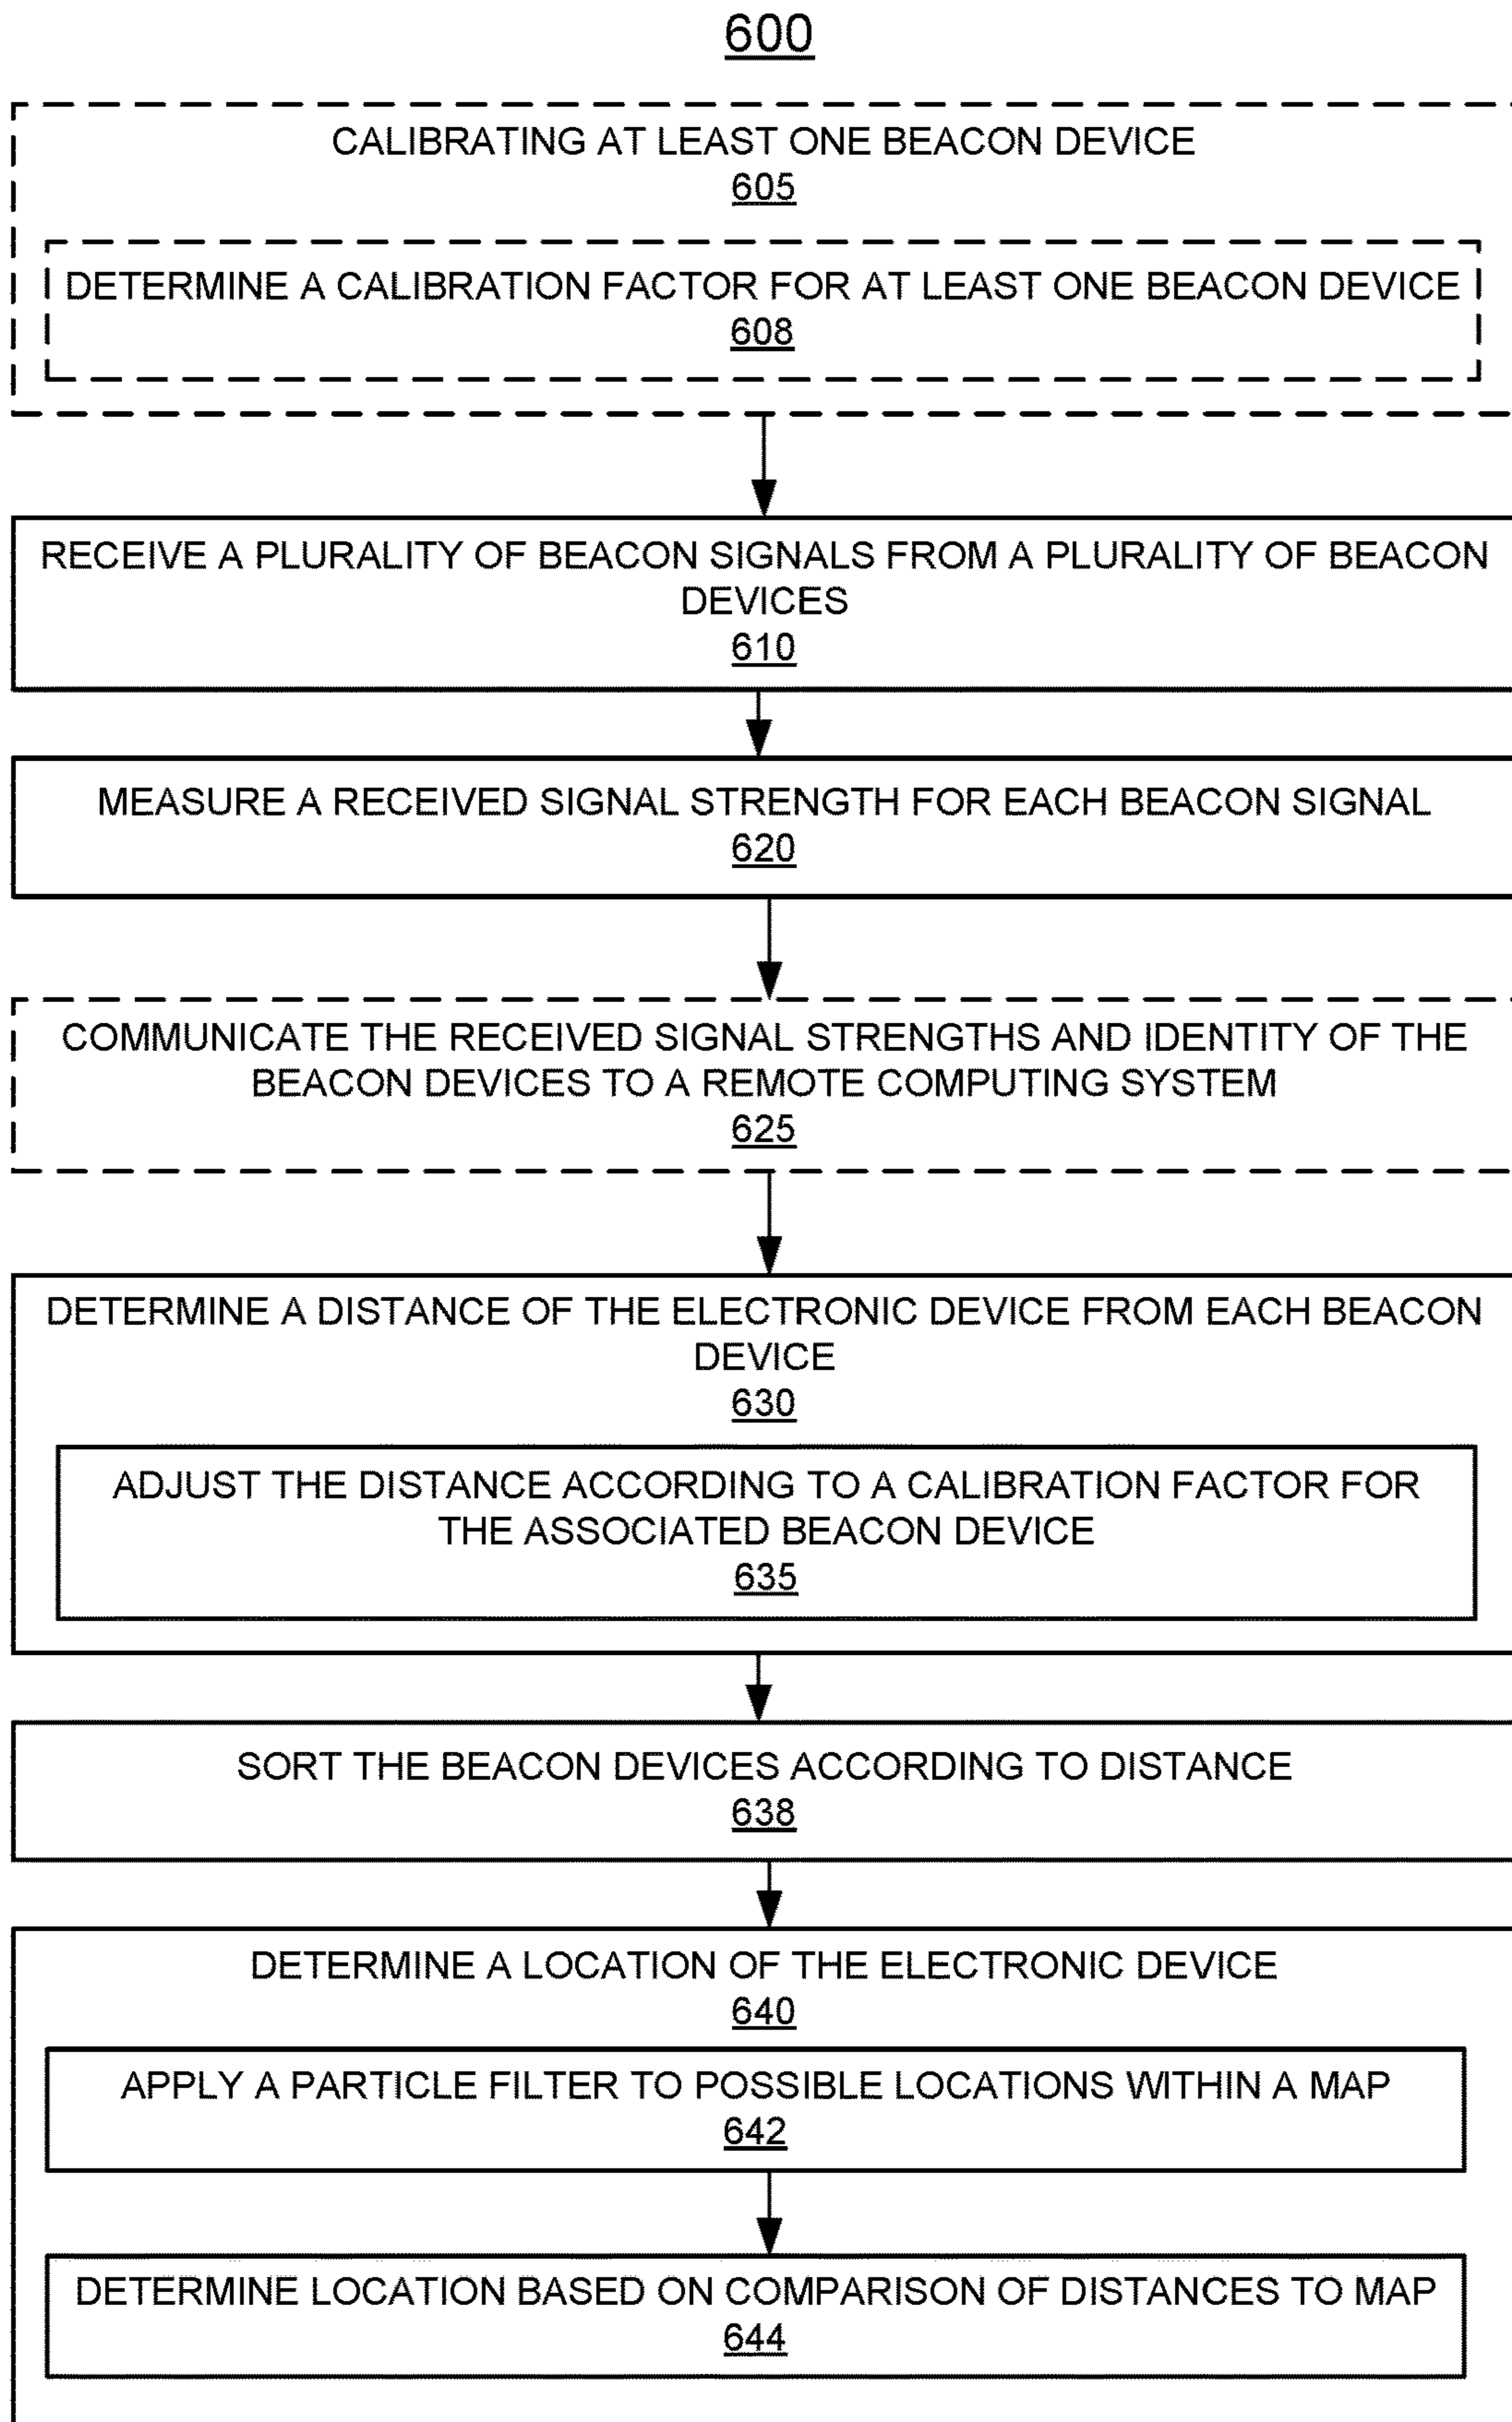 600
CALIBRATING AT LEAST ONE BEACON DEVICE
605
DETERMINE A CALIBRATION FACTOR FOR AT LEAST ONE BEACON DEVICE
608
RECEIVE A PLURALITY OF BEACON SIGNALS FROM A PLURALITY OF BEACON
DEVICES
610
MEASURE A RECEIVED SIGNAL STRENGTH FOR EACH BEACON SIGNAL
620
COMMUNICATE THE RECEIVED SIGNAL STRENGTHS AND IDENTITY OF THE
BEACON DEVICES TO A REMOTE COMPUTING SYSTEM
625
DETERMINE A DISTANCE OF THE ELECTRONIC DEVICE FROM EACH BEACON
DEVICE
630
ADJUST THE DISTANCE ACCORDING TO A CALIBRATION FACTOR FOR
THE ASSOCIATED BEACON DEVICE
635
SORT THE BEACON DEVICES ACCORDING TO DISTANCE
638
DETERMINE A LOCATION OF THE ELECTRONIC DEVICE
640
APPLY A PARTICLE FILTER TO POSSIBLE LOCATIONS WITHIN A MAP
642
DETERMINE LOCATION BASED ON COMPARISON OF DISTANCES TO MAP
644